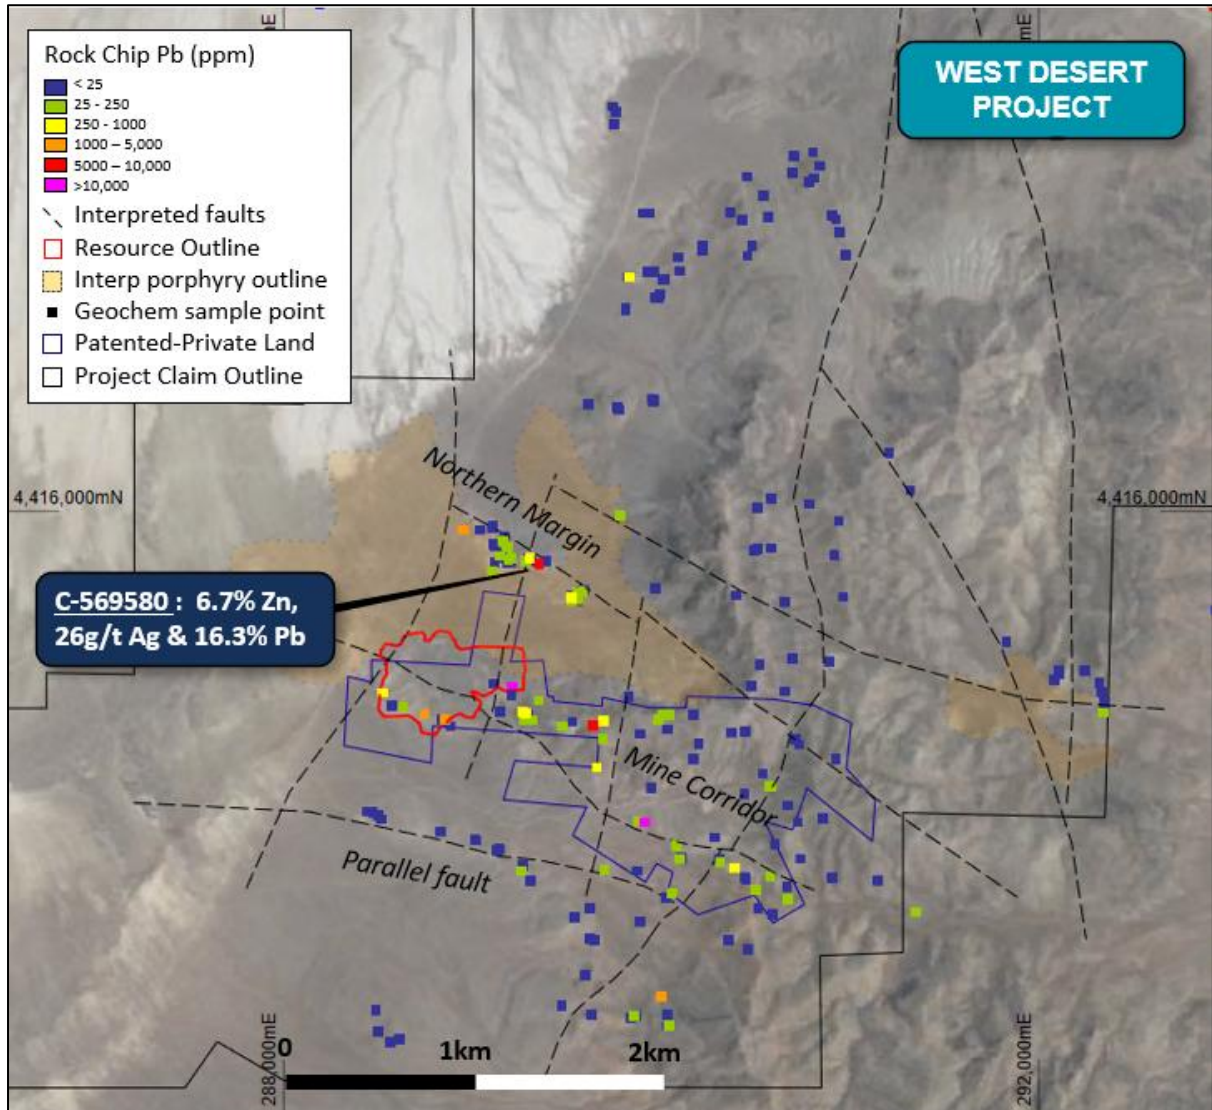 Rock Chip Pb (ppm)
< 25
25 - 250
250 - 1000
1000 – 5,000
5000 – 10,000
>10,000
Interpreted faults
Resource Outline
Interp porphyry outline
Geochem sample point
Patented-Private Land
Project Claim Outline
mE
mE
WEST DESERT
PROJECT
Northern Margin
4,416,000mN
4,416,000mN
C-569580 : 6.7% Zn,
26g/t Ag & 16.3% Pb
Mine Corridor
Parallel fault
288,000mE
292,000mE
0
1km
2km